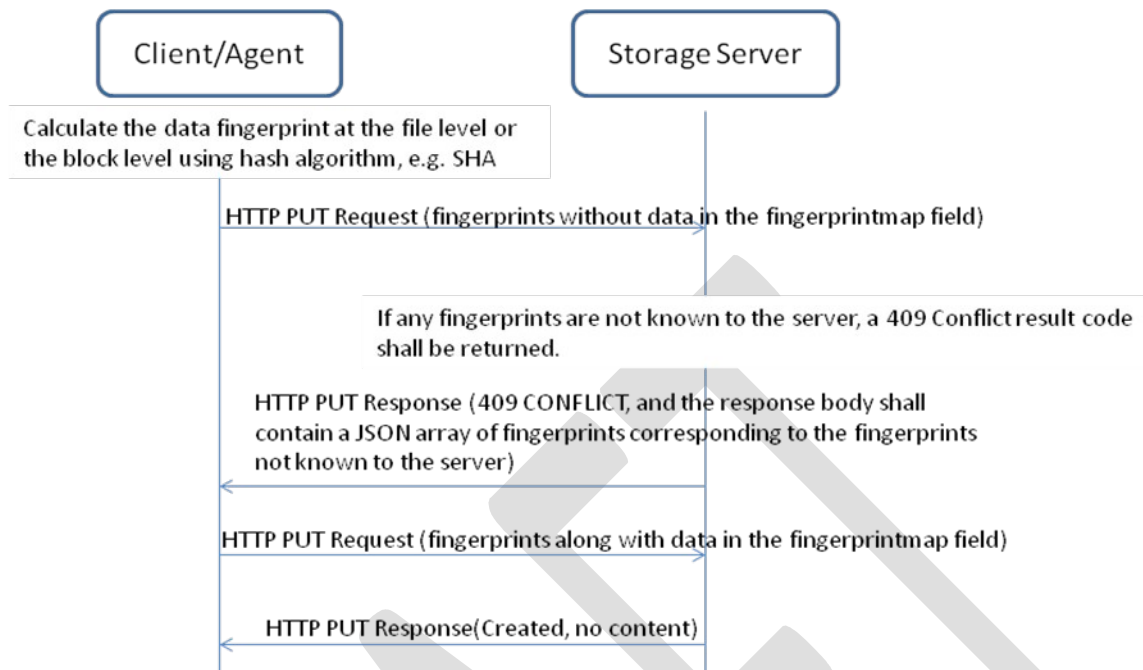 Client/Agent
Storage Server
Calculate the data fingerprint at the file level or
the block level using hash algorithm, e.g. SHA
HTTP PUT Request (fingerprints without data in the fingerprintmap field)
If any fingerprints are not known to the server, a 409 Conflict result code
shall be returned.
HTTP PUT Response (409 CONFLICT, and the response body shall
contain a JSON array of fingerprints corresponding to the fingerprints
not known to the server)
HTTP PUT Request (fingerprints along with data in the fingerprintmap field)
HTTP PUT Response(Created, no content)